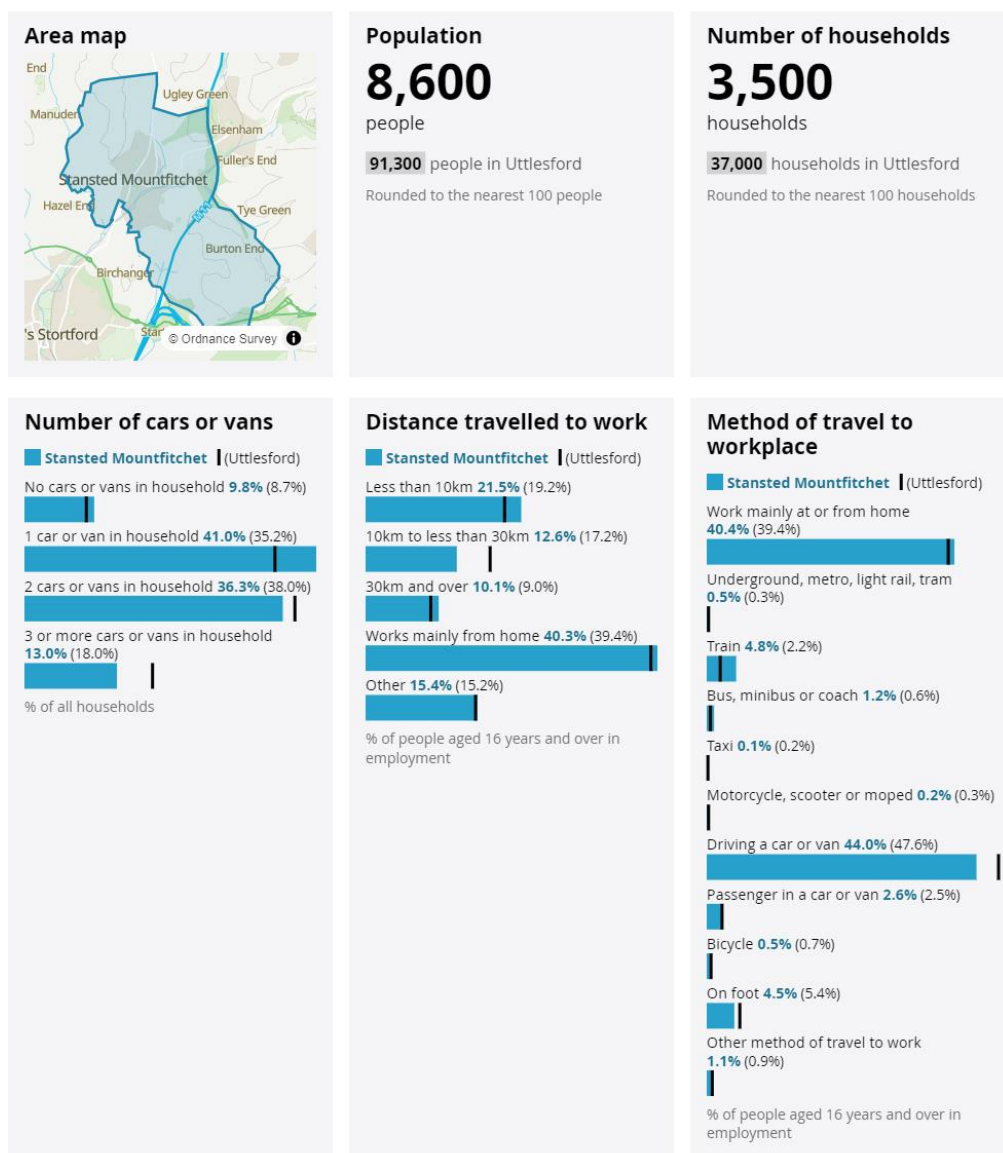 Area map
End
Ugley Green
Manuden
Elsenham
Fuller's End
Stansted Mountfitchet
Hazel End
Tye Green
M11
Burton End
Birchanger
's Stortford
© Ordnance Survey
Population
8,600
people
91,300 people in Uttlesford
Rounded to the nearest 100 people
Number of households
3,500
households
37,000 households in Uttlesford
Rounded to the nearest 100 households
Number of cars or vans
Stansted Mountfitchet (Uttlesford)
No cars or vans in household 9.8% (8.7%)
1 car or van in household 41.0% (35.2%)
2 cars or vans in household 36.3% (38.0%)
3 or more cars or vans in household
13.0% (18.0%)
% of all households
Distance travelled to work
Stansted Mountfitchet (Uttlesford)
Less than 10km 21.5% (19.2%)
10km to less than 30km 12.6% (17.2%)
30km and over 10.1% (9.0%)
Works mainly from home 40.3% (39.4%)
Other 15.4% (15.2%)
% of people aged 16 years and over in
employment
Method of travel to
workplace
Stansted Mountfitchet (Uttlesford)
Work mainly at or from home
40.4% (39.4%)
Underground, metro, light rail, tram
0.5% (0.3%)
Train 4.8% (2.2%)
Bus, minibus or coach 1.2% (0.6%)
Taxi 0.1% (0.2%)
Motorcycle, scooter or moped 0.2% (0.3%)
Driving a car or van 44.0% (47.6%)
Passenger in a car or van 2.6% (2.5%)
Bicycle 0.5% (0.7%)
On foot 4.5% (5.4%)
Other method of travel to work
1.1% (0.9%)
% of people aged 16 years and over in
employment